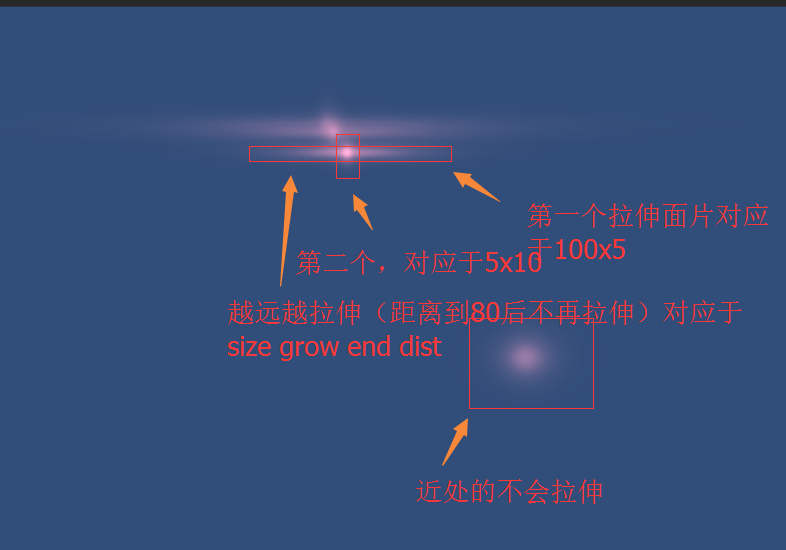 第一个拉伸面片对应
于100x5
第二个，对应于5x10
越远越拉伸（距离到80后不再拉伸）对应于
size grow end dist
近处的不会拉伸